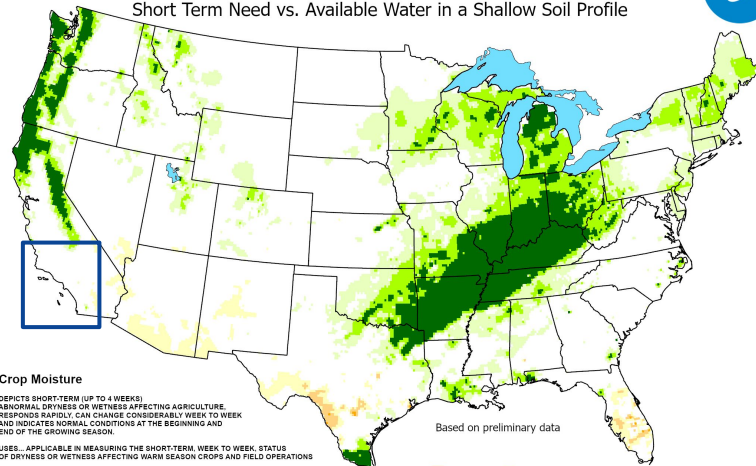 Short Term Need vs. Available Water in a Shallow Soil Profile
Based on preliminary data
Crop Moisture
DEPICTS SHORT-TERM (UP TO 4 WEEKS)
ABNORMAL DRYNESS OR WETNESS AFFECTING AGRICULTURE,
RESPONDS RAPIDLY, CAN CHANGE CONSIDERABLY WEEK TO WEEK
AND INDICATES NORMAL CONDITIONS AT THE BEGINNING AND
END OF THE GROWING SEASON.
USES... APPLICABLE IN MEASURING THE SHORT-TERM, WEEK TO WEEK, STATUS
OF DRYNESS OR WETNESS AFFECTING WARM SEASON CROPS AND FIELD OPERATIONS